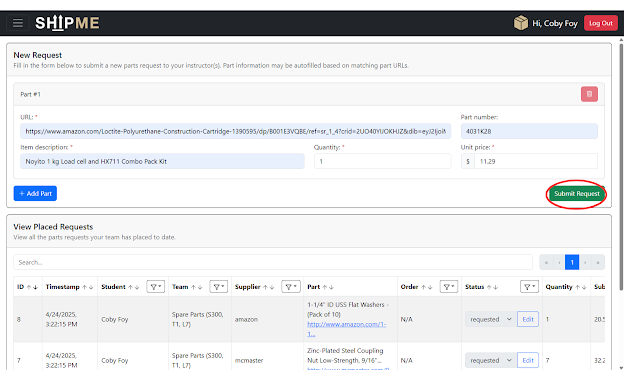 SHIPME
Hi, Coby Foy
Log Out
New Request
Fill in the form below to submit a new parts request to your instructor(s). Part information may be autofilled based on matching part URLs.
Part #1
URL: *
Part number:
https://www.amazon.com/Loctite-Polyurethane-Construction-Cartridge-1390595/dp/B001E3VQBE/ref=sr_1_4?crid=2UO40YIJOKHJZ&dib=eyJ2IjoiM
4031K28
Item description: *
Quantity: *
Unit price: *
Noyito 1 kg Load cell and HX711 Combo Pack Kit
1
$ 11.29
+ Add Part
Submit Request
View Placed Requests
View all the parts requests your team has placed to date.
Search...
« ‹ 1 › »
ID ↑↓ Timestamp ↑↓ Student ↑↓ Team ↑↓ Supplier ↑↓ Part ↑↓ Order ↑↓ Status ↑↓ Quantity ↑↓ Sub
8
4/24/2025,
3:22:15 PM
Coby Foy
Spare Parts (S300,
T1, L7)
amazon
1-1/4" ID USS Flat Washers -
(Pack of 10)
http://www.amazon.com/1-
1...
N/A
requested
Edit
1
20.5
7
4/24/2025,
3:22:15 PM
Coby Foy
Spare Parts (S300,
T1, L7)
mcmaster
Zinc-Plated Steel Coupling
Nut Low-Strength, 9/16"...
N/A
requested
Edit
7
32.2